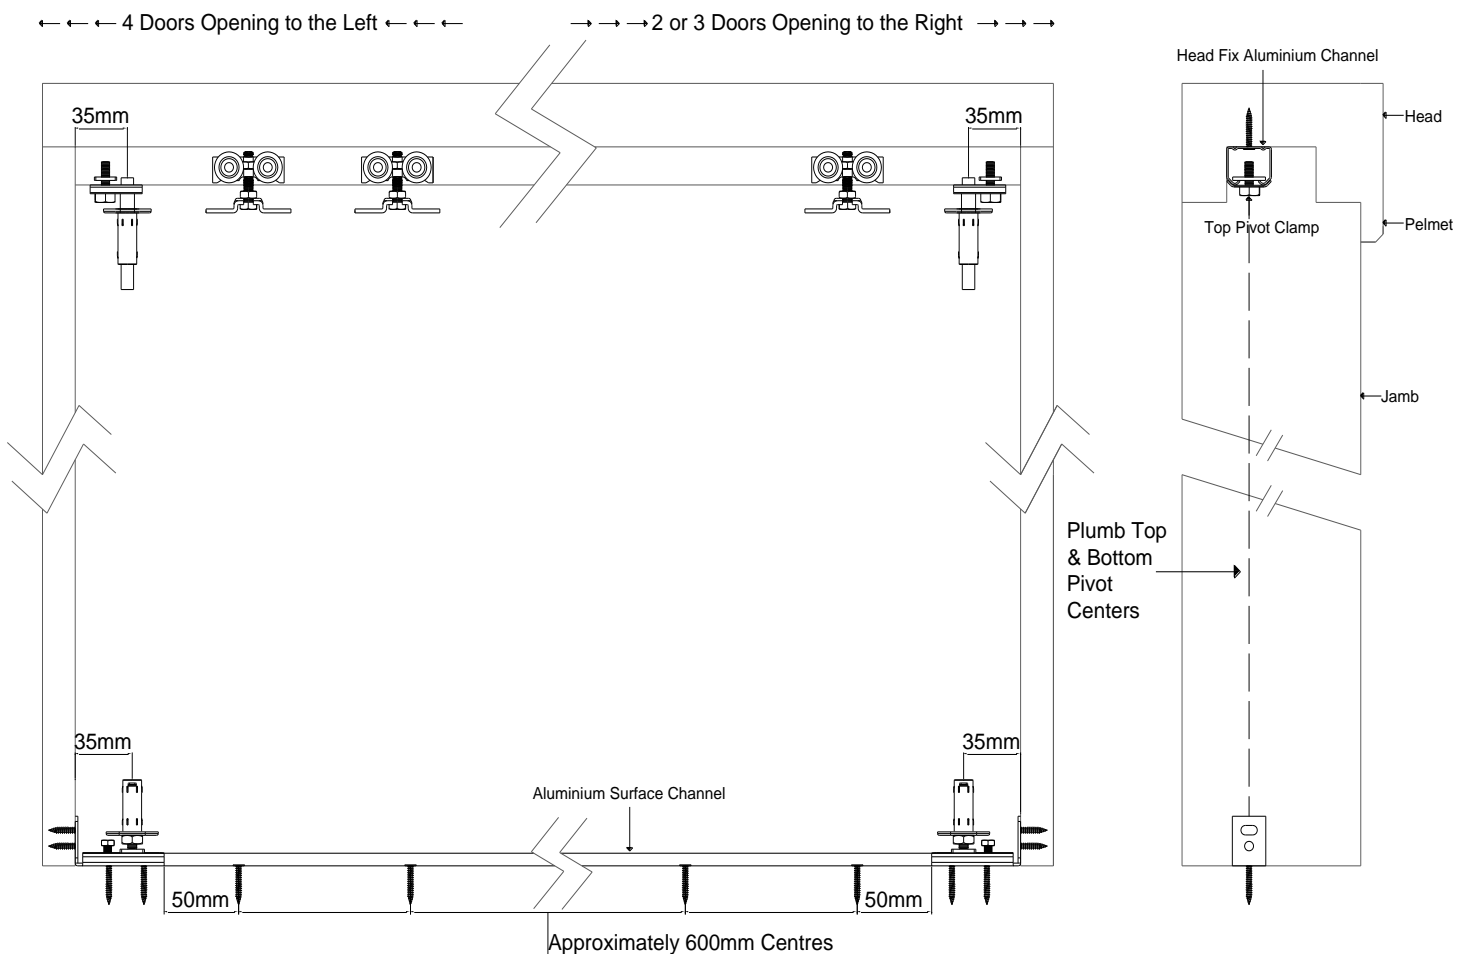 4 Doors Opening to the Left
2 or 3 Doors Opening to the Right
Head Fix Aluminium Channel
35mm
35mm
Head
Top Pivot Clamp
Pelmet
Jamb
Plumb Top
& Bottom
Pivot
Centers
35mm
35mm
Aluminium Surface Channel
50mm
50mm
Approximately 600mm Centres